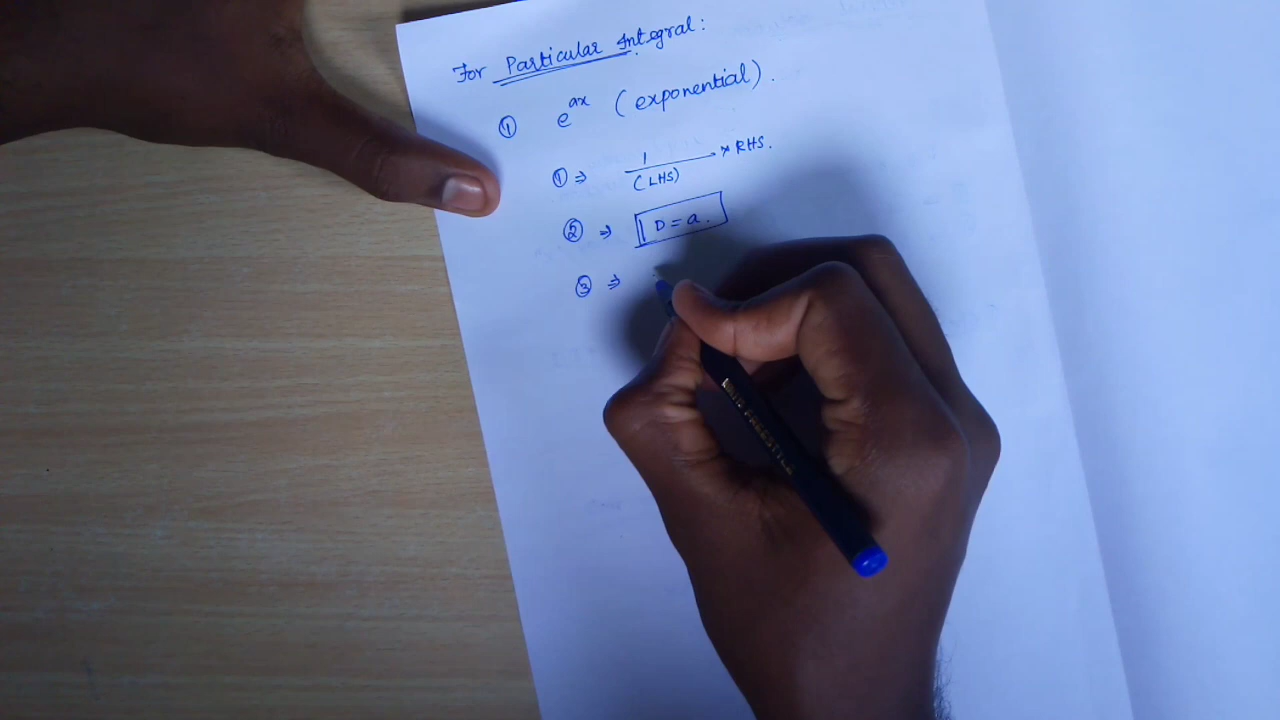 For Particular Integral:
① e^ax (exponential).
① ⇒ 1/(LHS) * RHS.
② ⇒ D = a.
③ ⇒